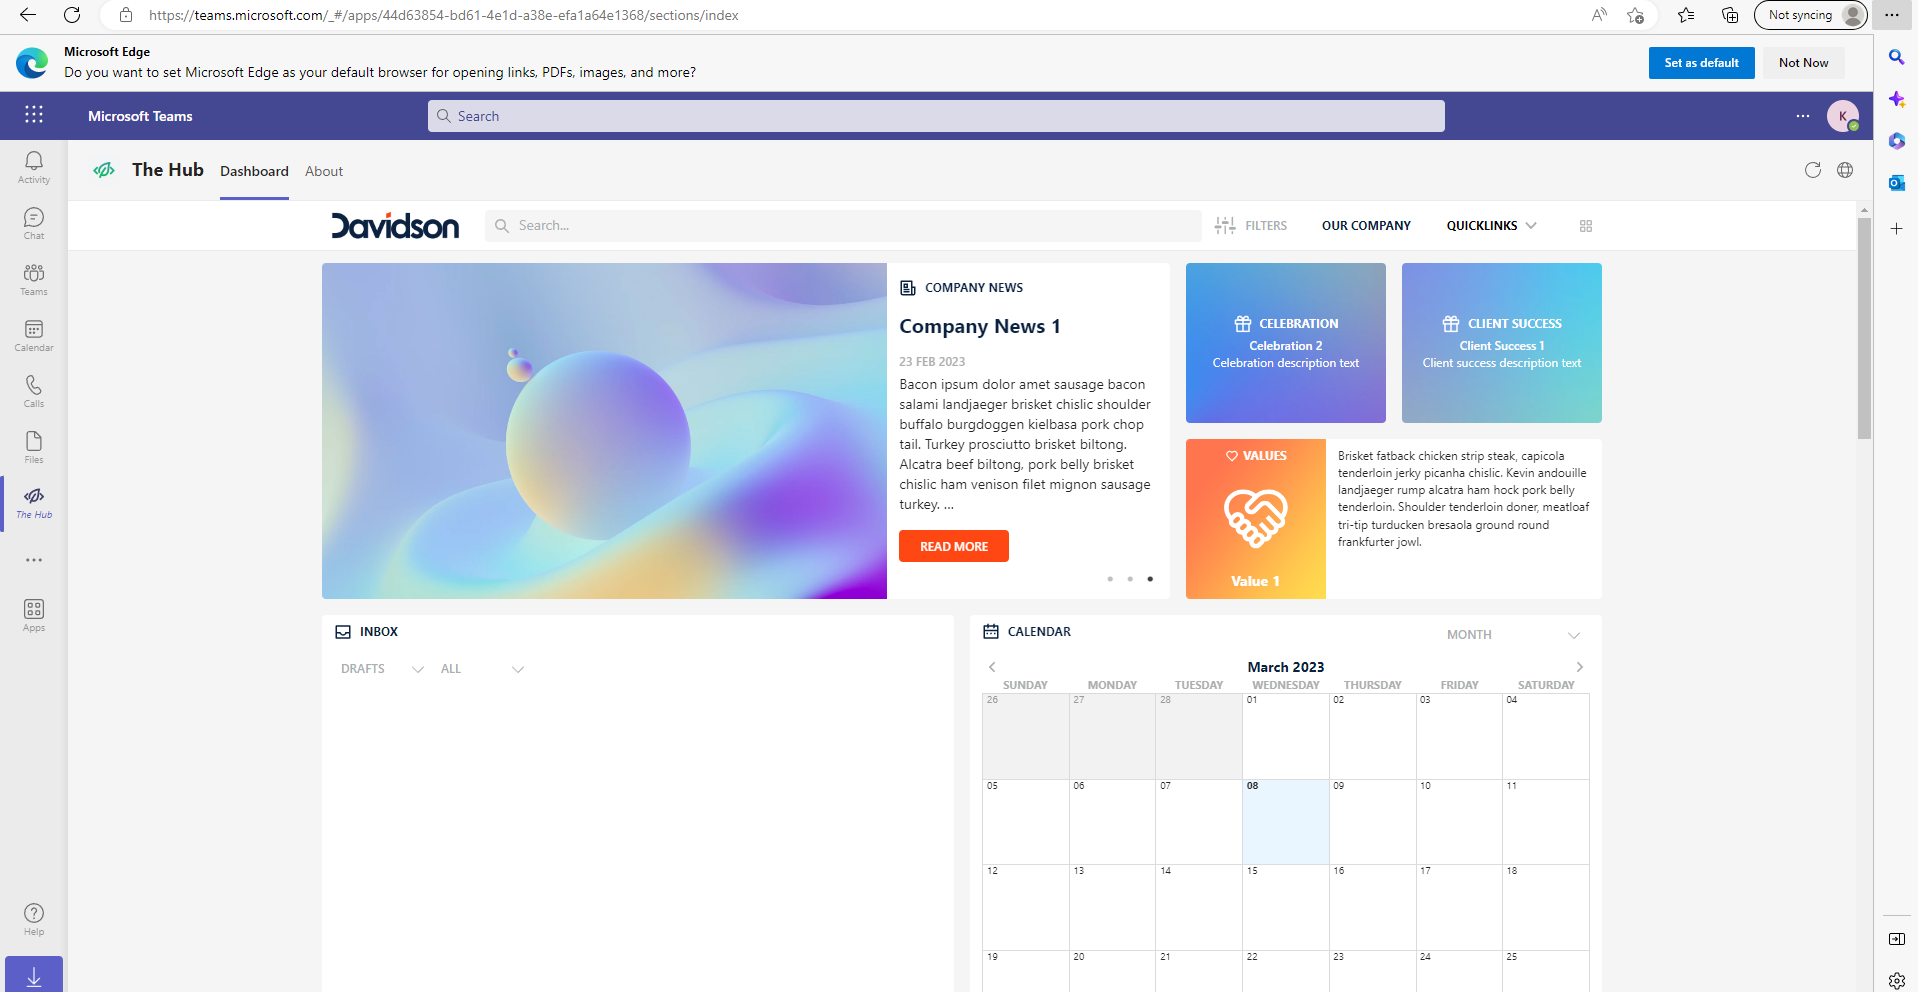 https://teams.microsoft.com/_#/apps/44d63854-bd61-4e1d-a38e-efa1a64e1368/sections/index
Not syncing
Microsoft Edge
Do you want to set Microsoft Edge as your default browser for opening links, PDFs, images, and more?
Set as default
Not Now
Microsoft Teams
Search
K
Activity
Chat
Teams
Calendar
Calls
Files
The Hub
Apps
Help
The Hub
Dashboard
About
Davidson
Search...
FILTERS
OUR COMPANY
QUICKLINKS
COMPANY NEWS
Company News 1
23 FEB 2023
Bacon ipsum dolor amet sausage bacon
salami landjaeger brisket chislic shoulder
buffalo burgdoggen kielbasa pork chop
tail. Turkey prosciutto brisket biltong.
Alcatra beef biltong, pork belly brisket
chislic ham venison filet mignon sausage
turkey. ...
READ MORE
CELEBRATION
Celebration 2
Celebration description text
CLIENT SUCCESS
Client Success 1
Client success description text
VALUES
Value 1
Brisket fatback chicken strip steak, capicola
tenderloin jerky picanha chislic. Kevin andouille
landjaeger rump alcatra ham hock pork belly
tenderloin. Shoulder tenderloin doner, meatloaf
tri-tip turducken bresaola ground round
frankfurter jowl.
INBOX
DRAFTS
ALL
CALENDAR
MONTH
March 2023
SUNDAY MONDAY TUESDAY WEDNESDAY THURSDAY FRIDAY SATURDAY
26 27 28 01 02 03 04
05 06 07 08 09 10 11
12 13 14 15 16 17 18
19 20 21 22 23 24 25